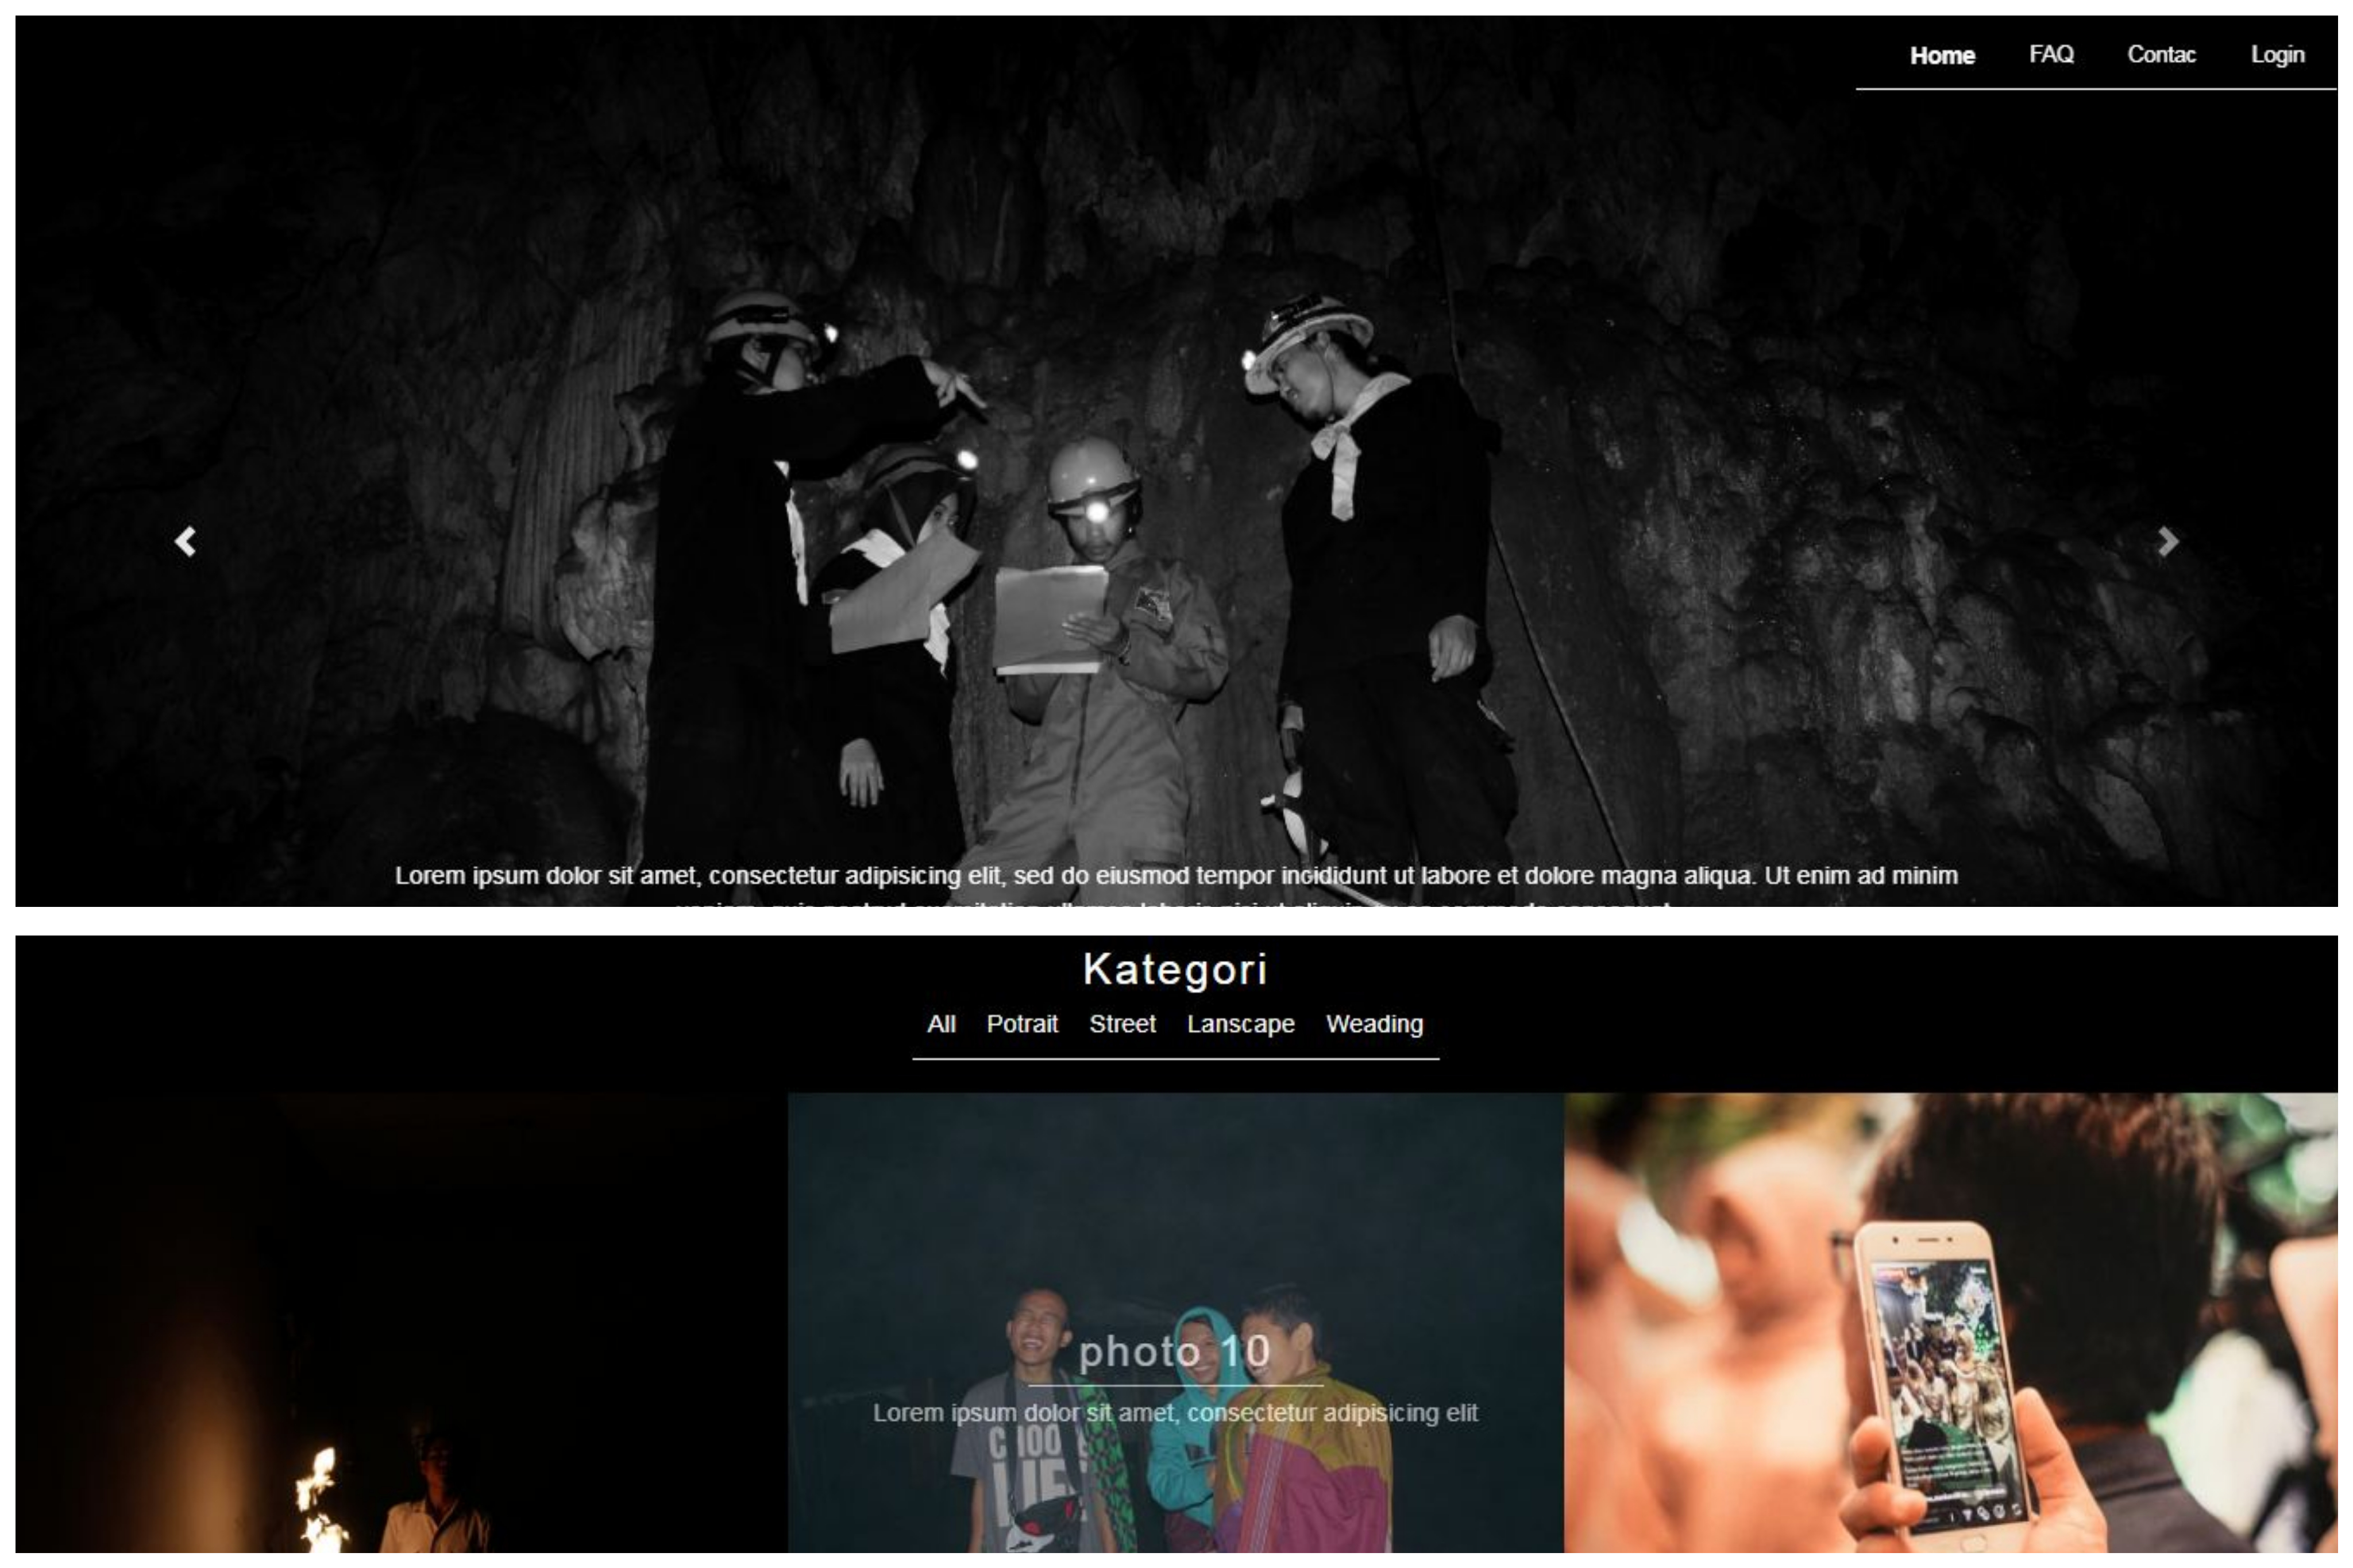 Home FAQ Contac Login
Lorem ipsum dolor sit amet, consectetur adipisicing elit, sed do eiusmod tempor incididunt ut labore et dolore magna aliqua. Ut enim ad minim
Kategori
All Potrait Street Lanscape Weading
photo 10
Lorem ipsum dolor sit amet, consectetur adipisicing elit